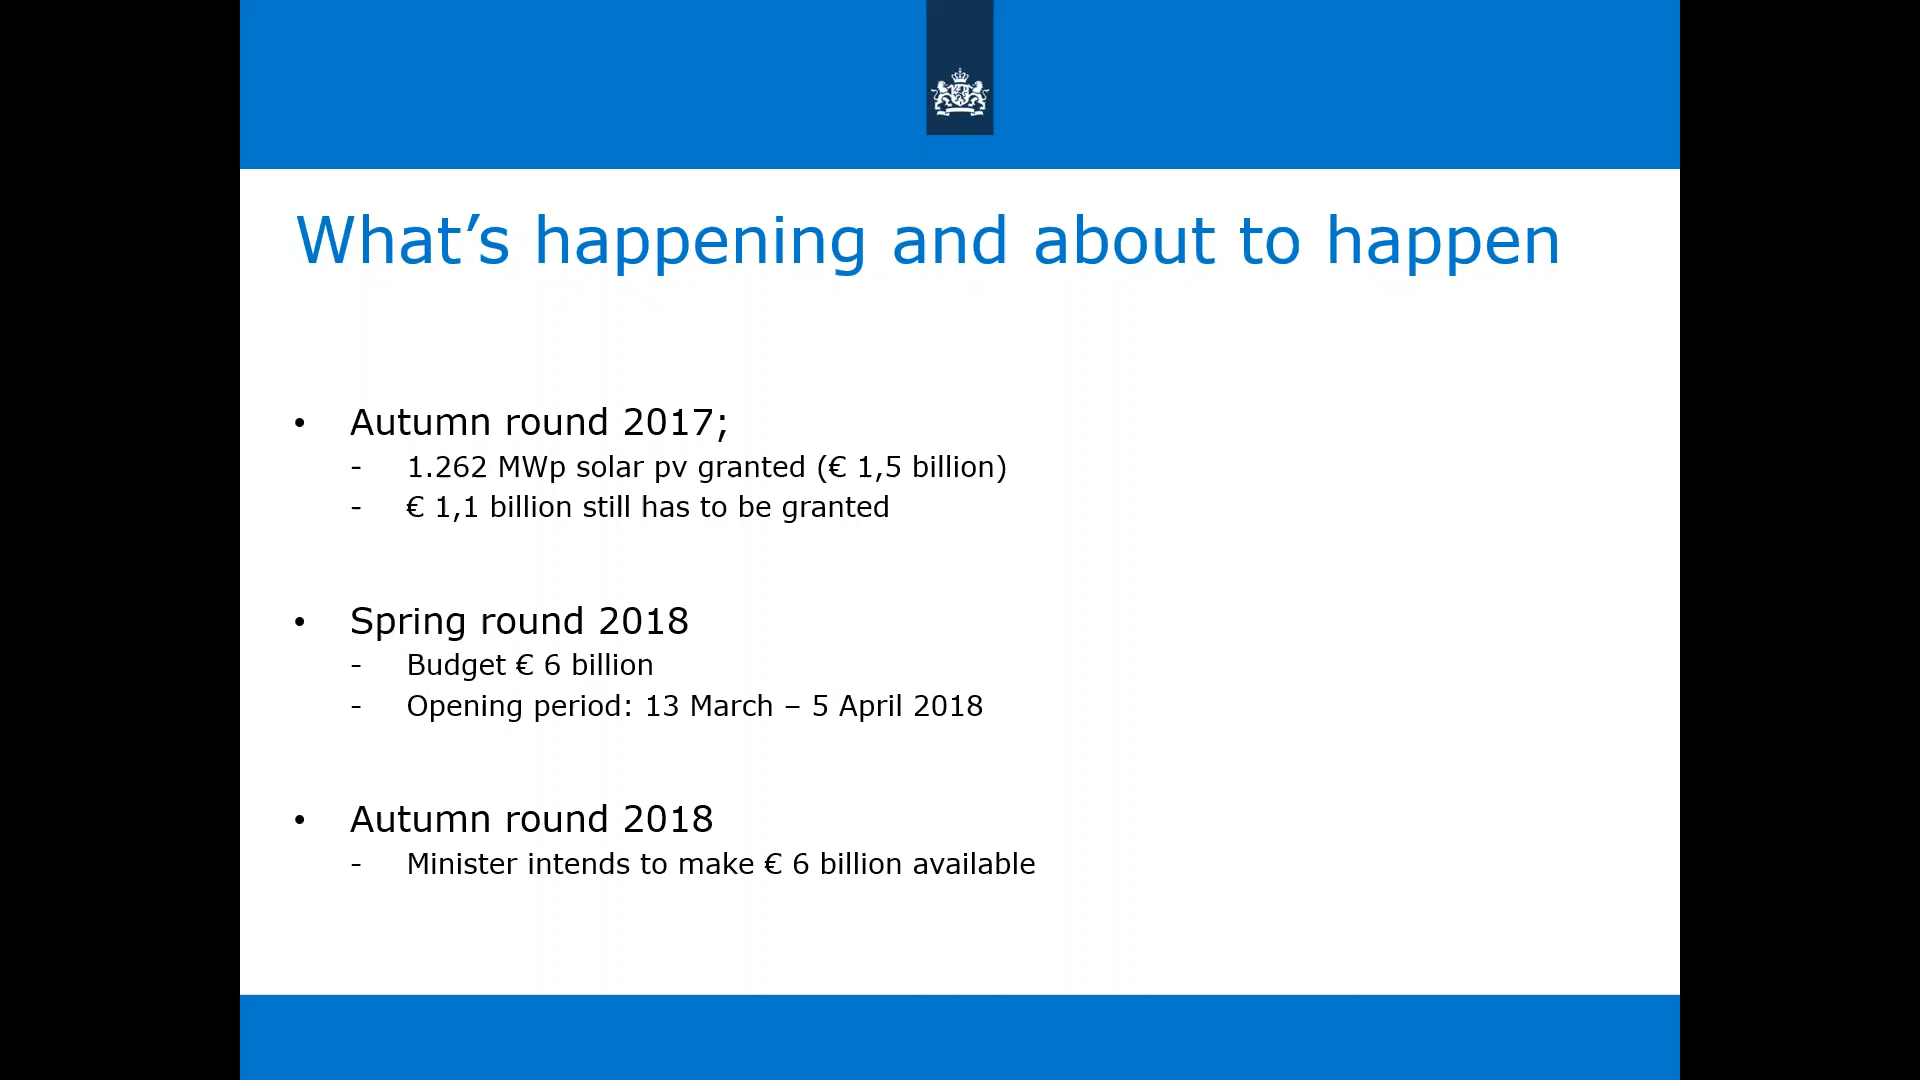 What’s happening and about to happen
• Autumn round 2017;
- 1.262 MWp solar pv granted (€ 1,5 billion)
- € 1,1 billion still has to be granted
• Spring round 2018
- Budget € 6 billion
- Opening period: 13 March – 5 April 2018
• Autumn round 2018
- Minister intends to make € 6 billion available